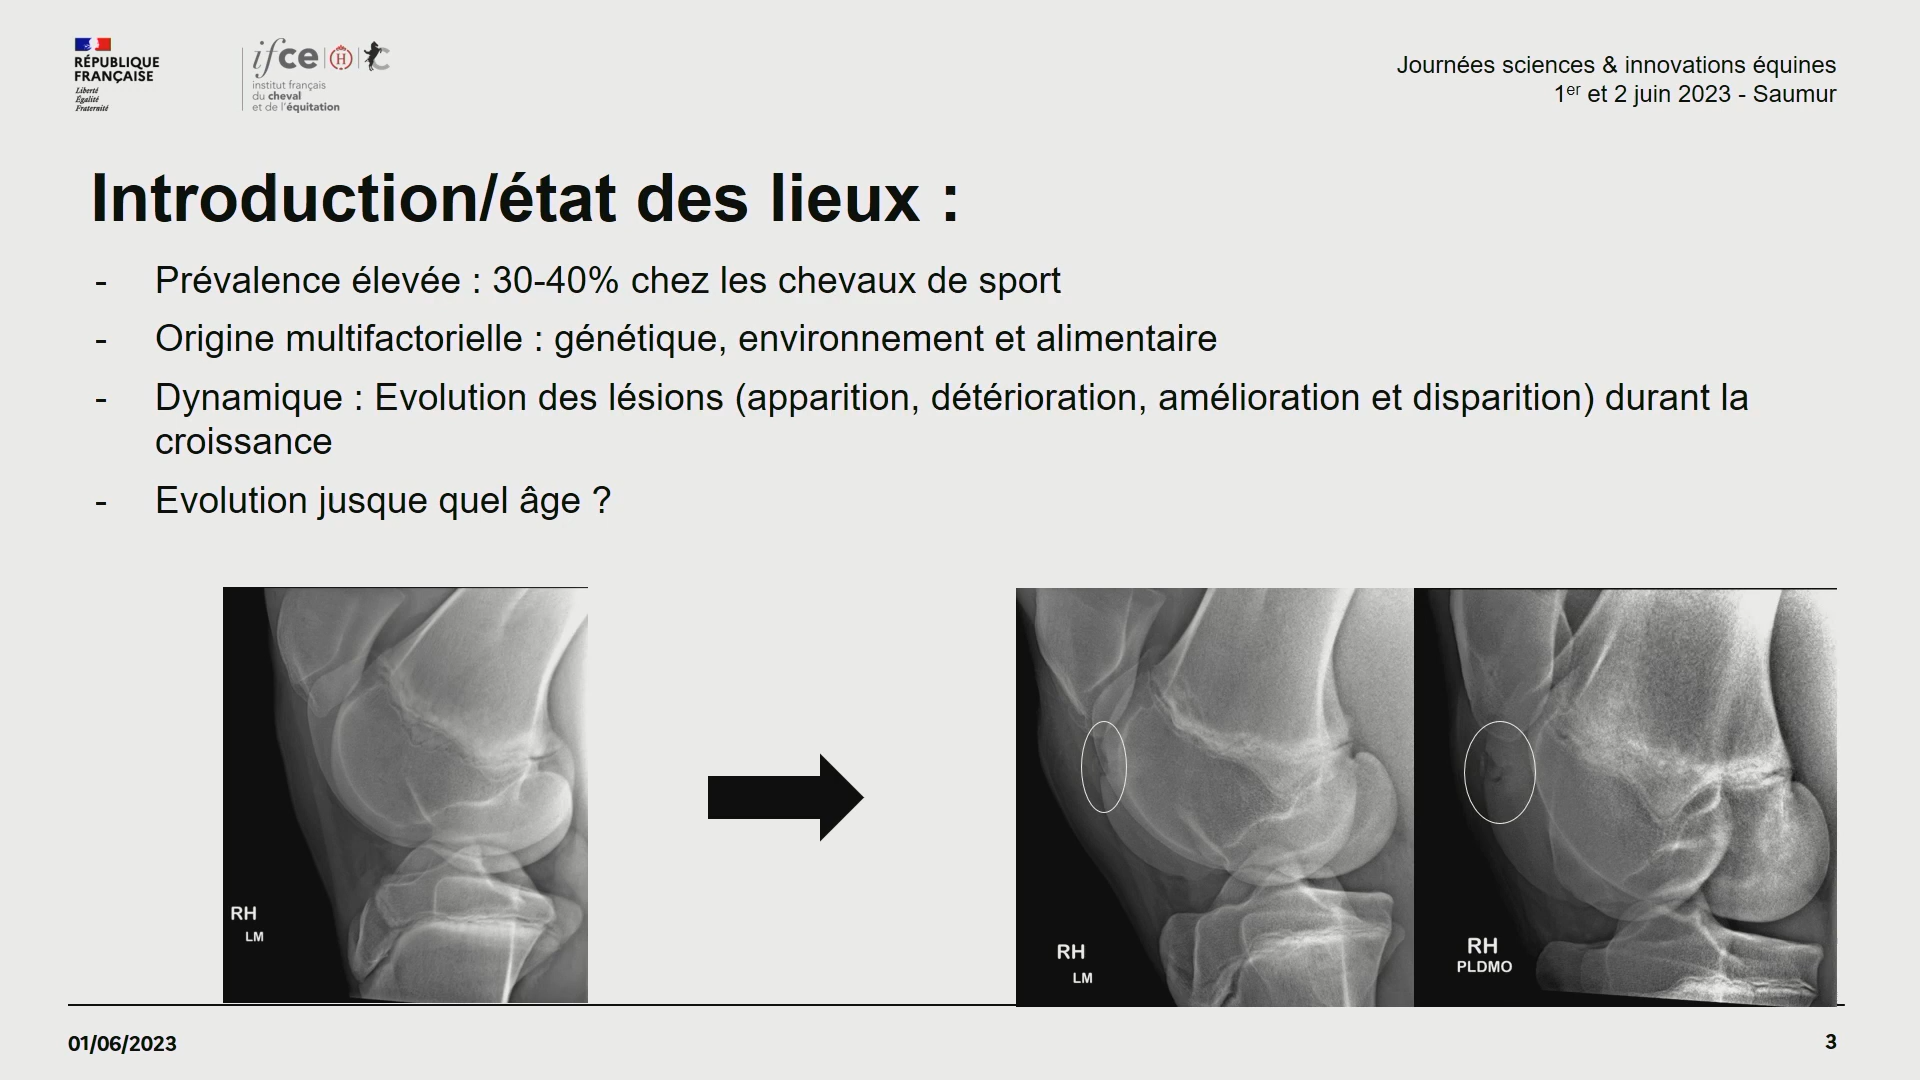 RÉPUBLIQUE
FRANÇAISE
Liberté
Égalité
Fraternité
ifce H C
institut français
du cheval
et de l'équitation
Journées sciences & innovations équines
1er et 2 juin 2023 - Saumur
Introduction/état des lieux :
- Prévalence élevée : 30-40% chez les chevaux de sport
- Origine multifactorielle : génétique, environnement et alimentaire
- Dynamique : Evolution des lésions (apparition, détérioration, amélioration et disparition) durant la
croissance
- Evolution jusque quel âge ?
RH
LM
RH
LM
RH
PLDMO
01/06/2023
3